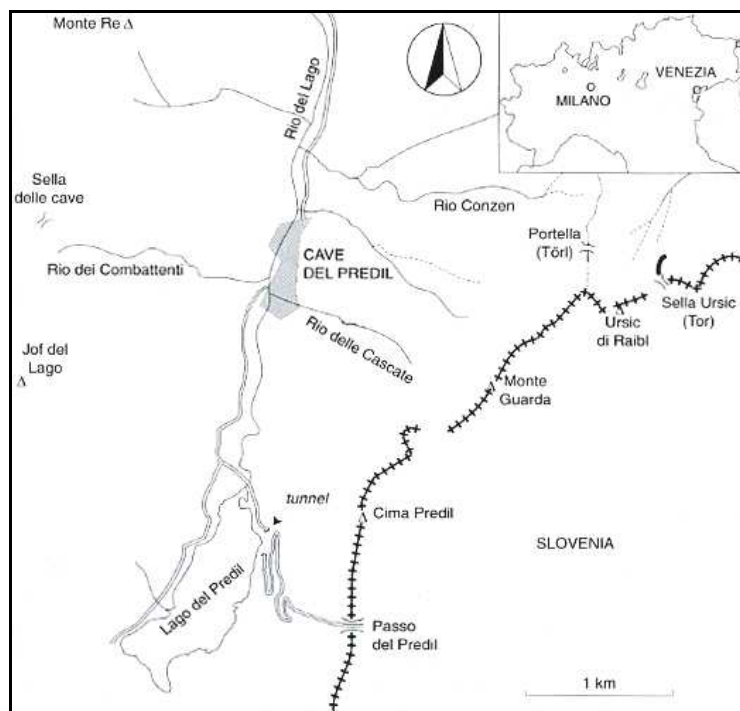 Monte Re
VENEZIA
MILANO
Rio del Lago
Sella
delle cave
Rio Conzen
Portella
(Törl)
CAVE
DEL PREDIL
Rio dei Combattenti
Sella Ursic
(Tor)
Ursic
di Raibl
Rio delle Cascate
Jof del
Lago
Monte
Guarda
tunnel
Cima Predil
SLOVENIA
Lago del Predil
Passo
del Predil
1 km